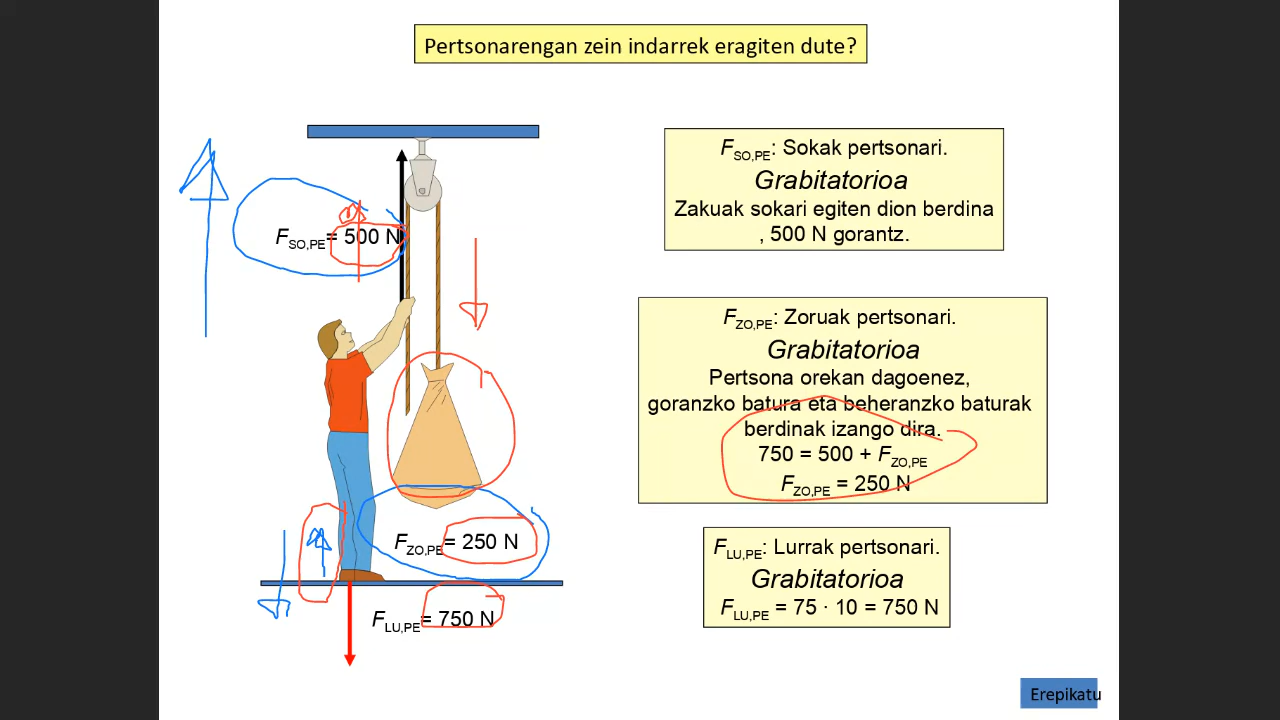 Pertsonarengan zein indarrek eragiten dute?
FSO,PE= 500 N
FZO,PE= 250 N
FLU,PE= 750 N
FSO,PE: Sokak pertsonari.
Grabitatorioa
Zakuak sokari egiten dion berdina
, 500 N gorantz.
FZO,PE: Zoruak pertsonari.
Grabitatorioa
Pertsona orekan dagoenez,
goranzko batura eta beheranzko baturak
berdinak izango dira.
750 = 500 + FZO,PE
FZO,PE = 250 N
FLU,PE: Lurrak pertsonari.
Grabitatorioa
FLU,PE = 75 · 10 = 750 N
Erepikatu